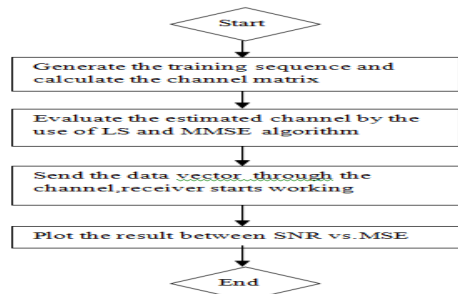 Start
Generate the training sequence and
calculate the channel matrix
Evaluate the estimated channel by the
use of LS and MMSE algorithm
Send the data vector through the
channel,receiver starts working
Plot the result between SNR vs.MSE
End